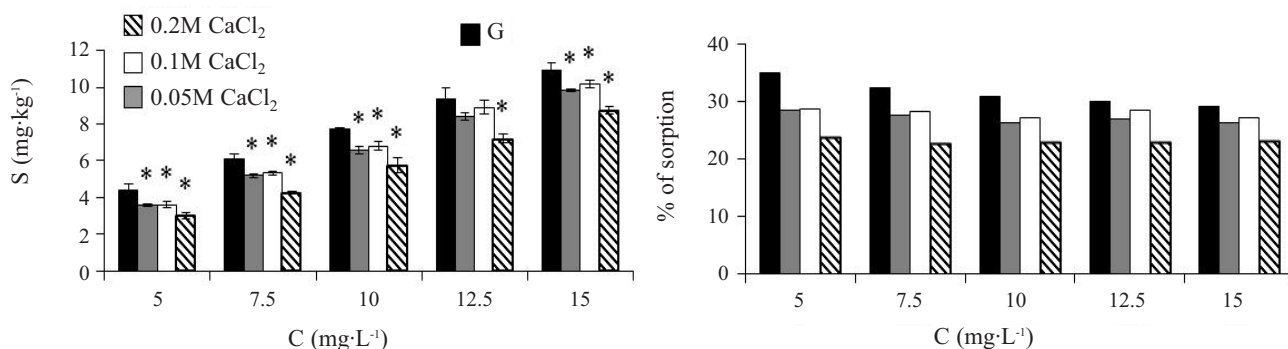 0.2M CaCl₂
0.1M CaCl₂
0.05M CaCl₂
G
S (mg·kg⁻¹)
12
10
8
6
4
2
0
* * *
* * *
* * *
*
* * *
5 7.5 10 12.5 15
C (mg·L⁻¹)
% of sorption
40
30
20
10
0
5 7.5 10 12.5 15
C (mg·L⁻¹)